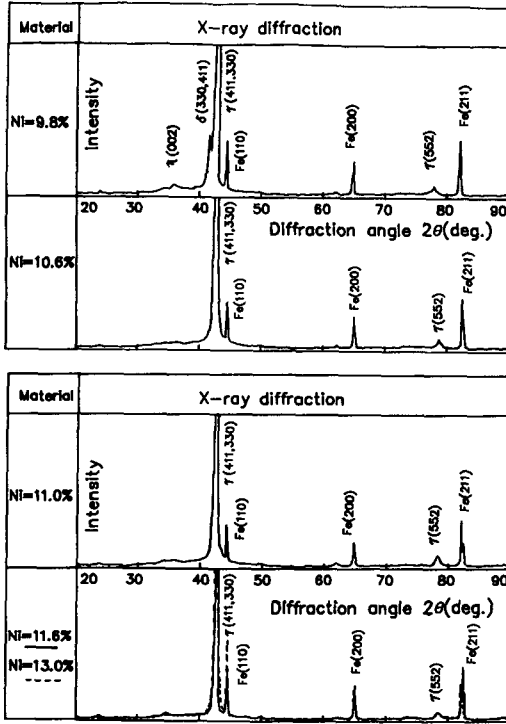 Material X-ray diffraction
Ni=9.8%
Intensity
η(002)
δ(330,411)
τ(411,330)
Fe(110)
Fe(200)
τ(552)
Fe(211)
20 30 40 50 60 70 80 90
Diffraction angle 2θ(deg.)
Ni=10.6%
τ(411,330)
Fe(110)
Fe(200)
τ(552)
Fe(211)
Material X-ray diffraction
Ni=11.0%
Intensity
τ(411,330)
Fe(110)
Fe(200)
τ(552)
Fe(211)
20 30 40 50 60 70 80 90
Diffraction angle 2θ(deg.)
Ni=11.6%
Ni=13.0%
τ(411,330)
Fe(110)
Fe(200)
τ(552)
Fe(211)